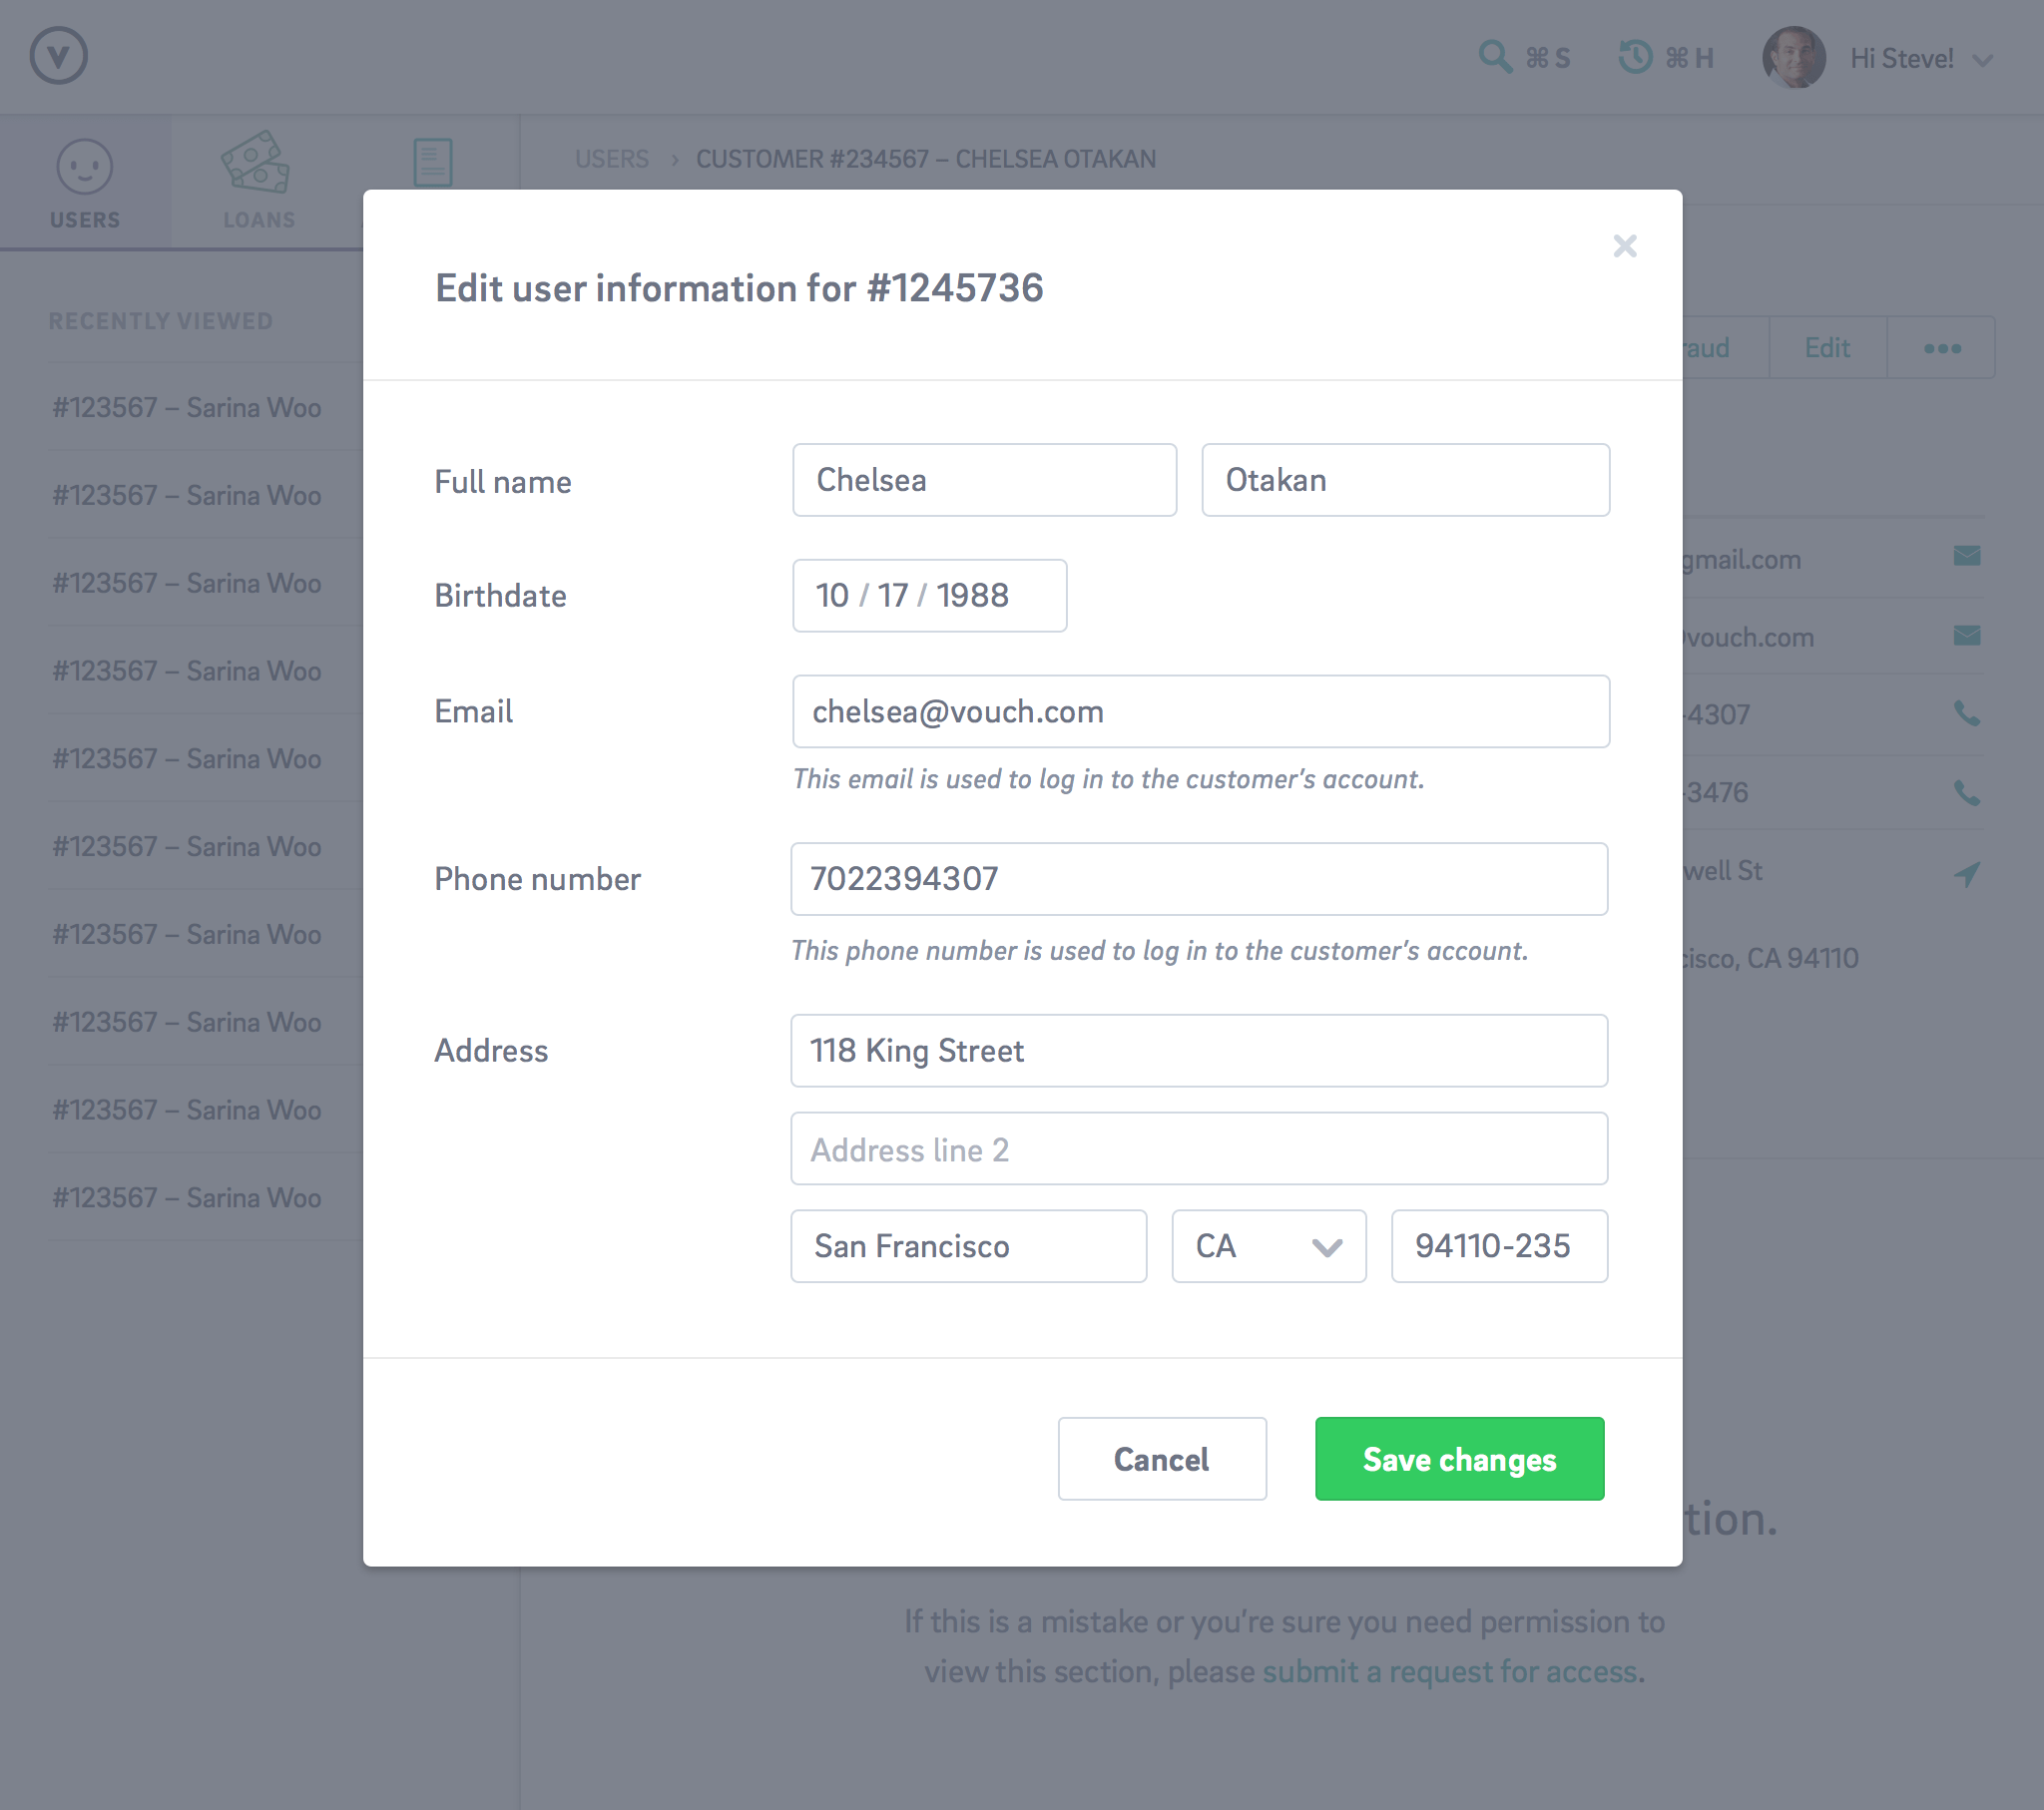 V
⌘ S
⌘ H
Hi Steve!
USERS
LOANS
USERS › CUSTOMER #234567 – CHELSEA OTAKAN
RECENTLY VIEWED
#123567 – Sarina Woo
#123567 – Sarina Woo
#123567 – Sarina Woo
#123567 – Sarina Woo
#123567 – Sarina Woo
#123567 – Sarina Woo
#123567 – Sarina Woo
#123567 – Sarina Woo
#123567 – Sarina Woo
#123567 – Sarina Woo
Edit user information for #1245736
Full name
Chelsea
Otakan
Birthdate
10 / 17 / 1988
Email
chelsea@vouch.com
This email is used to log in to the customer’s account.
Phone number
7022394307
This phone number is used to log in to the customer’s account.
Address
118 King Street
Address line 2
San Francisco
CA
94110-235
Cancel
Save changes
raud
Edit
gmail.com
vouch.com
-4307
-3476
well St
cisco, CA 94110
tion.
If this is a mistake or you’re sure you need permission to
view this section, please submit a request for access.